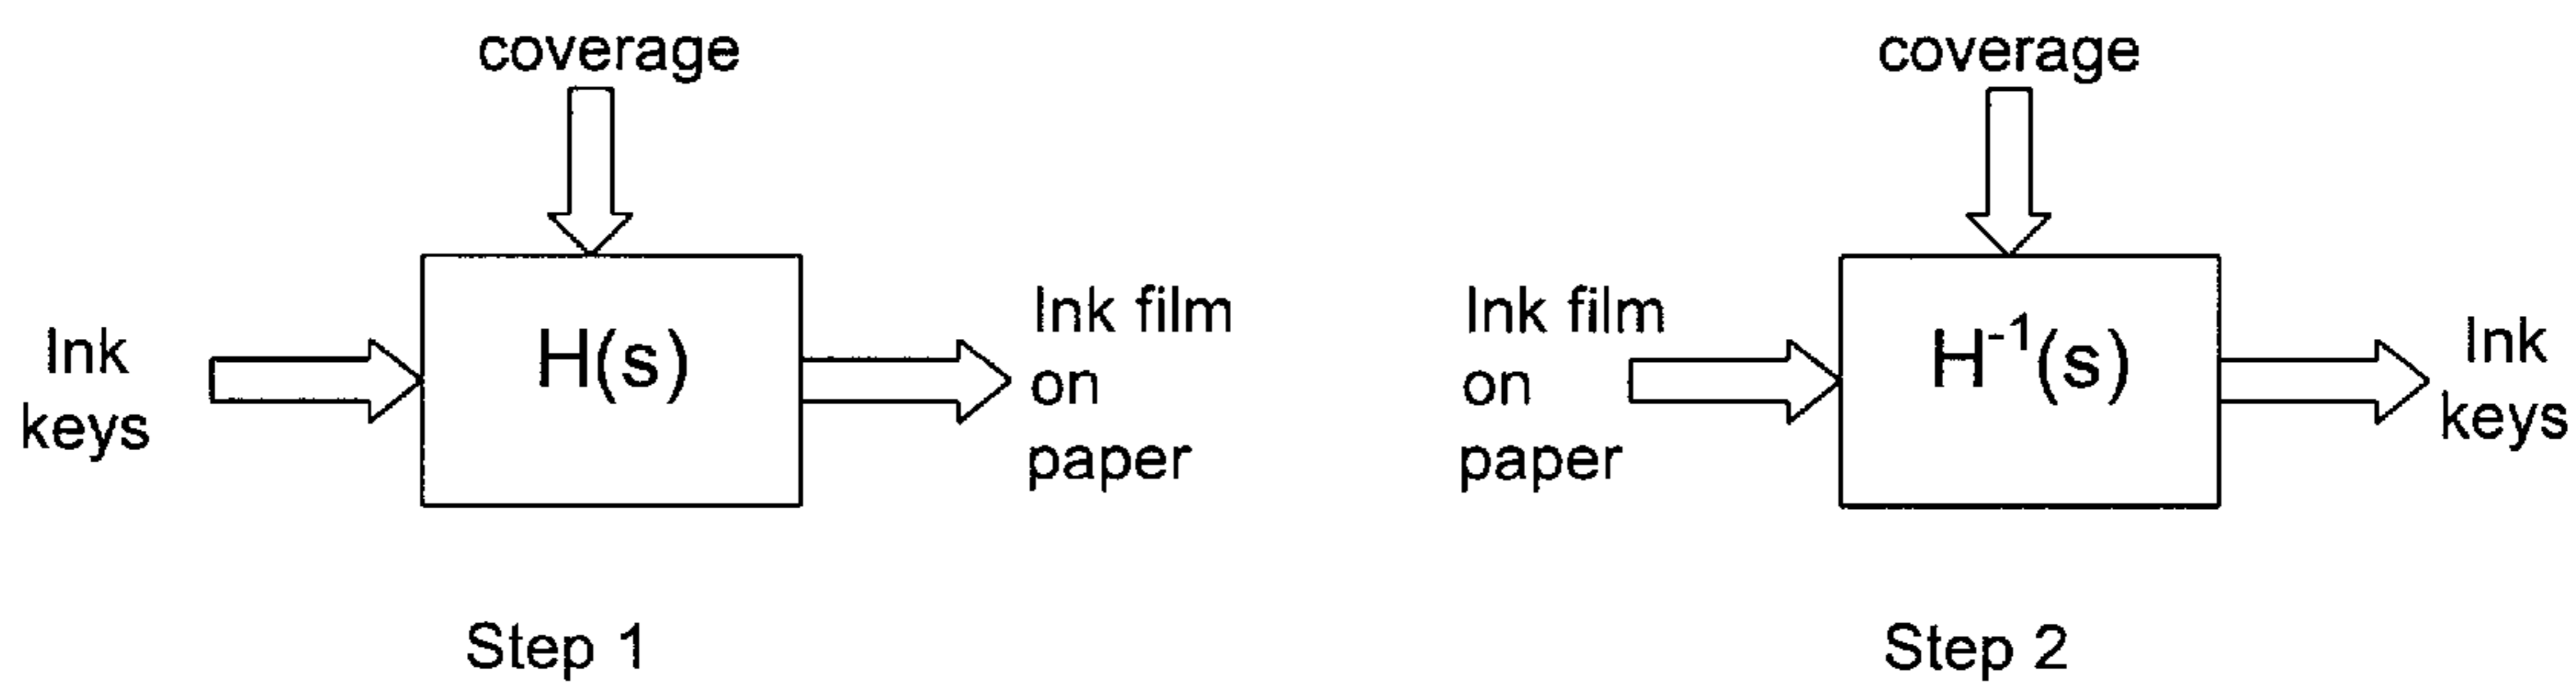 coverage
Ink
keys
H(s)
Ink film
on
paper
Step 1
coverage
Ink film
on
paper
H⁻¹(s)
Ink
keys
Step 2